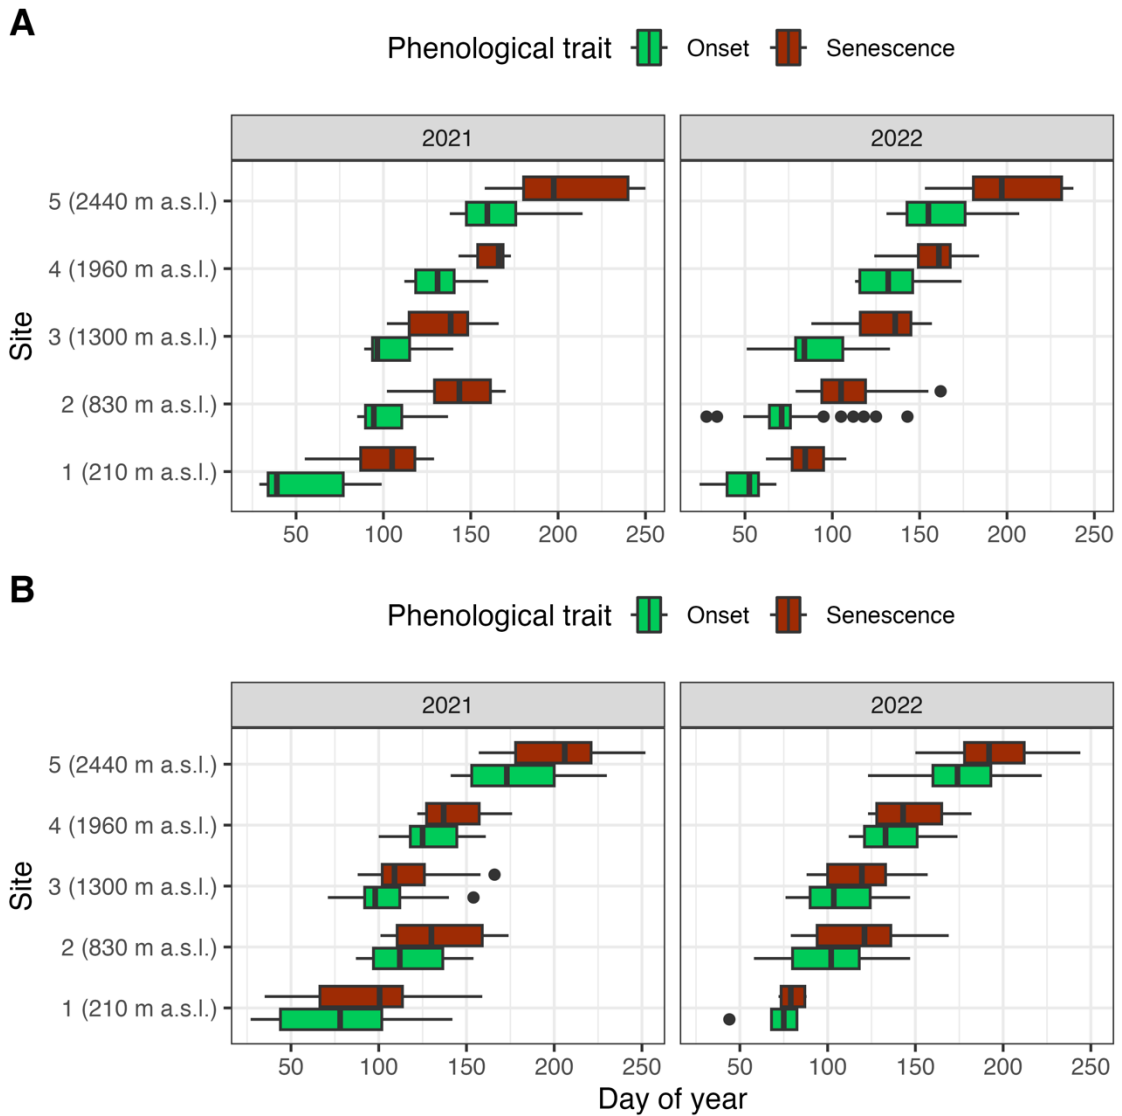 A
Phenological trait Onset Senescence
2021 2022
5 (2440 m a.s.l.)
4 (1960 m a.s.l.)
3 (1300 m a.s.l.)
2 (830 m a.s.l.)
1 (210 m a.s.l.)
Site
50 100 150 200 250 50 100 150 200 250
B
Phenological trait Onset Senescence
2021 2022
5 (2440 m a.s.l.)
4 (1960 m a.s.l.)
3 (1300 m a.s.l.)
2 (830 m a.s.l.)
1 (210 m a.s.l.)
Site
50 100 150 200 250 50 100 150 200 250
Day of year